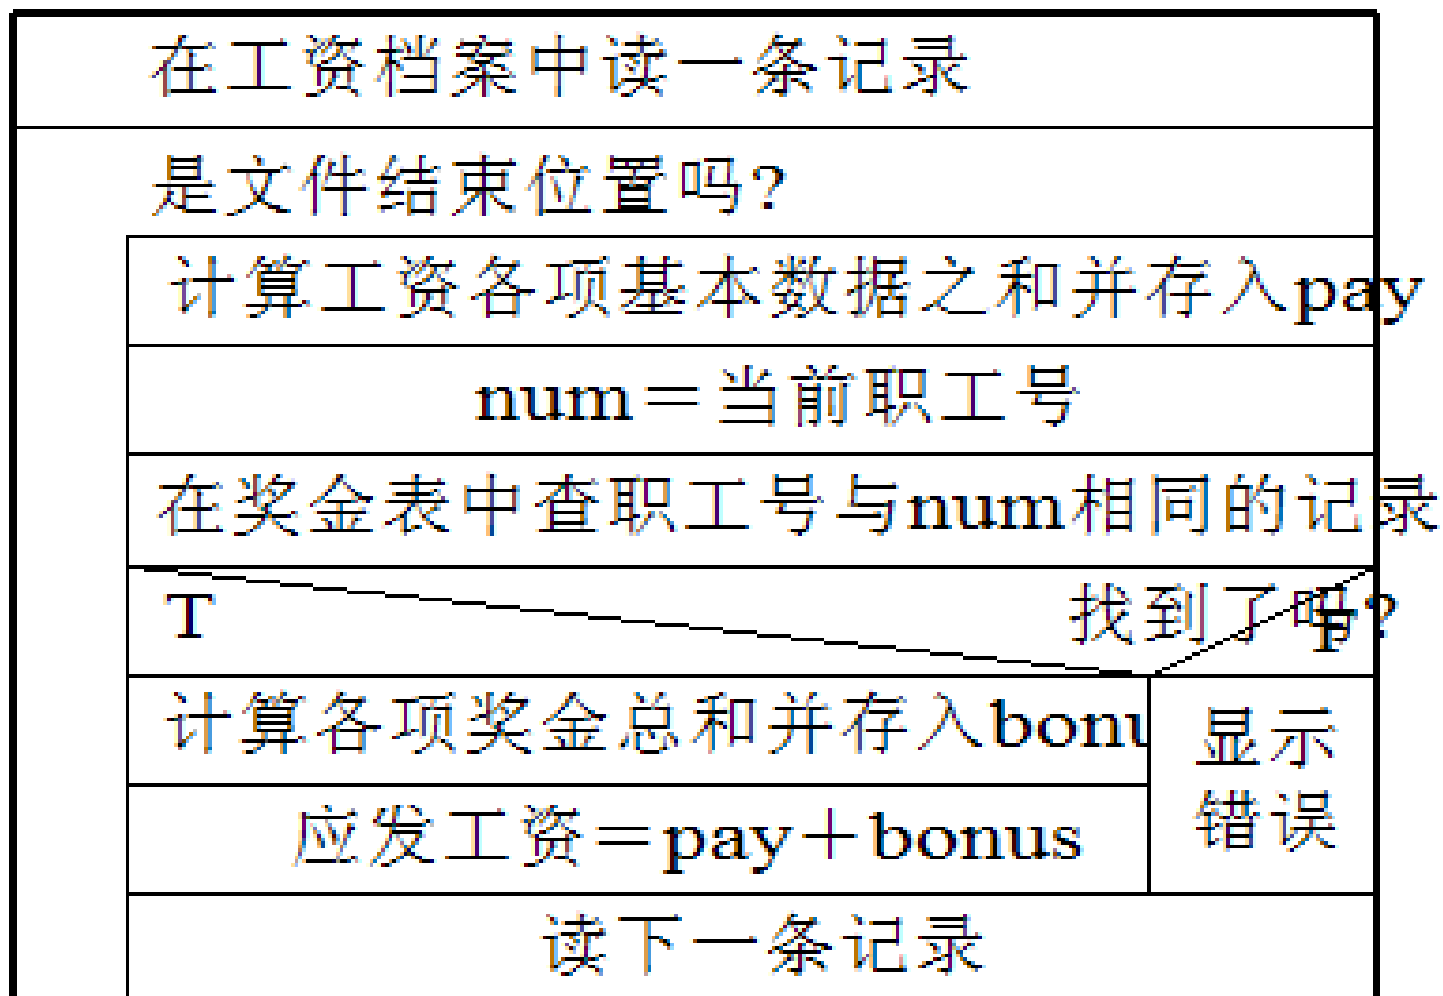 在工资档案中读一条记录
是文件结束位置吗?
计算工资各项基本数据之和并存入pay
num＝当前职工号
在奖金表中查职工号与num相同的记录
T
找到了吗?
F
计算各项奖金总和并存入bonu
显示
错误
应发工资＝pay＋bonus
读下一条记录